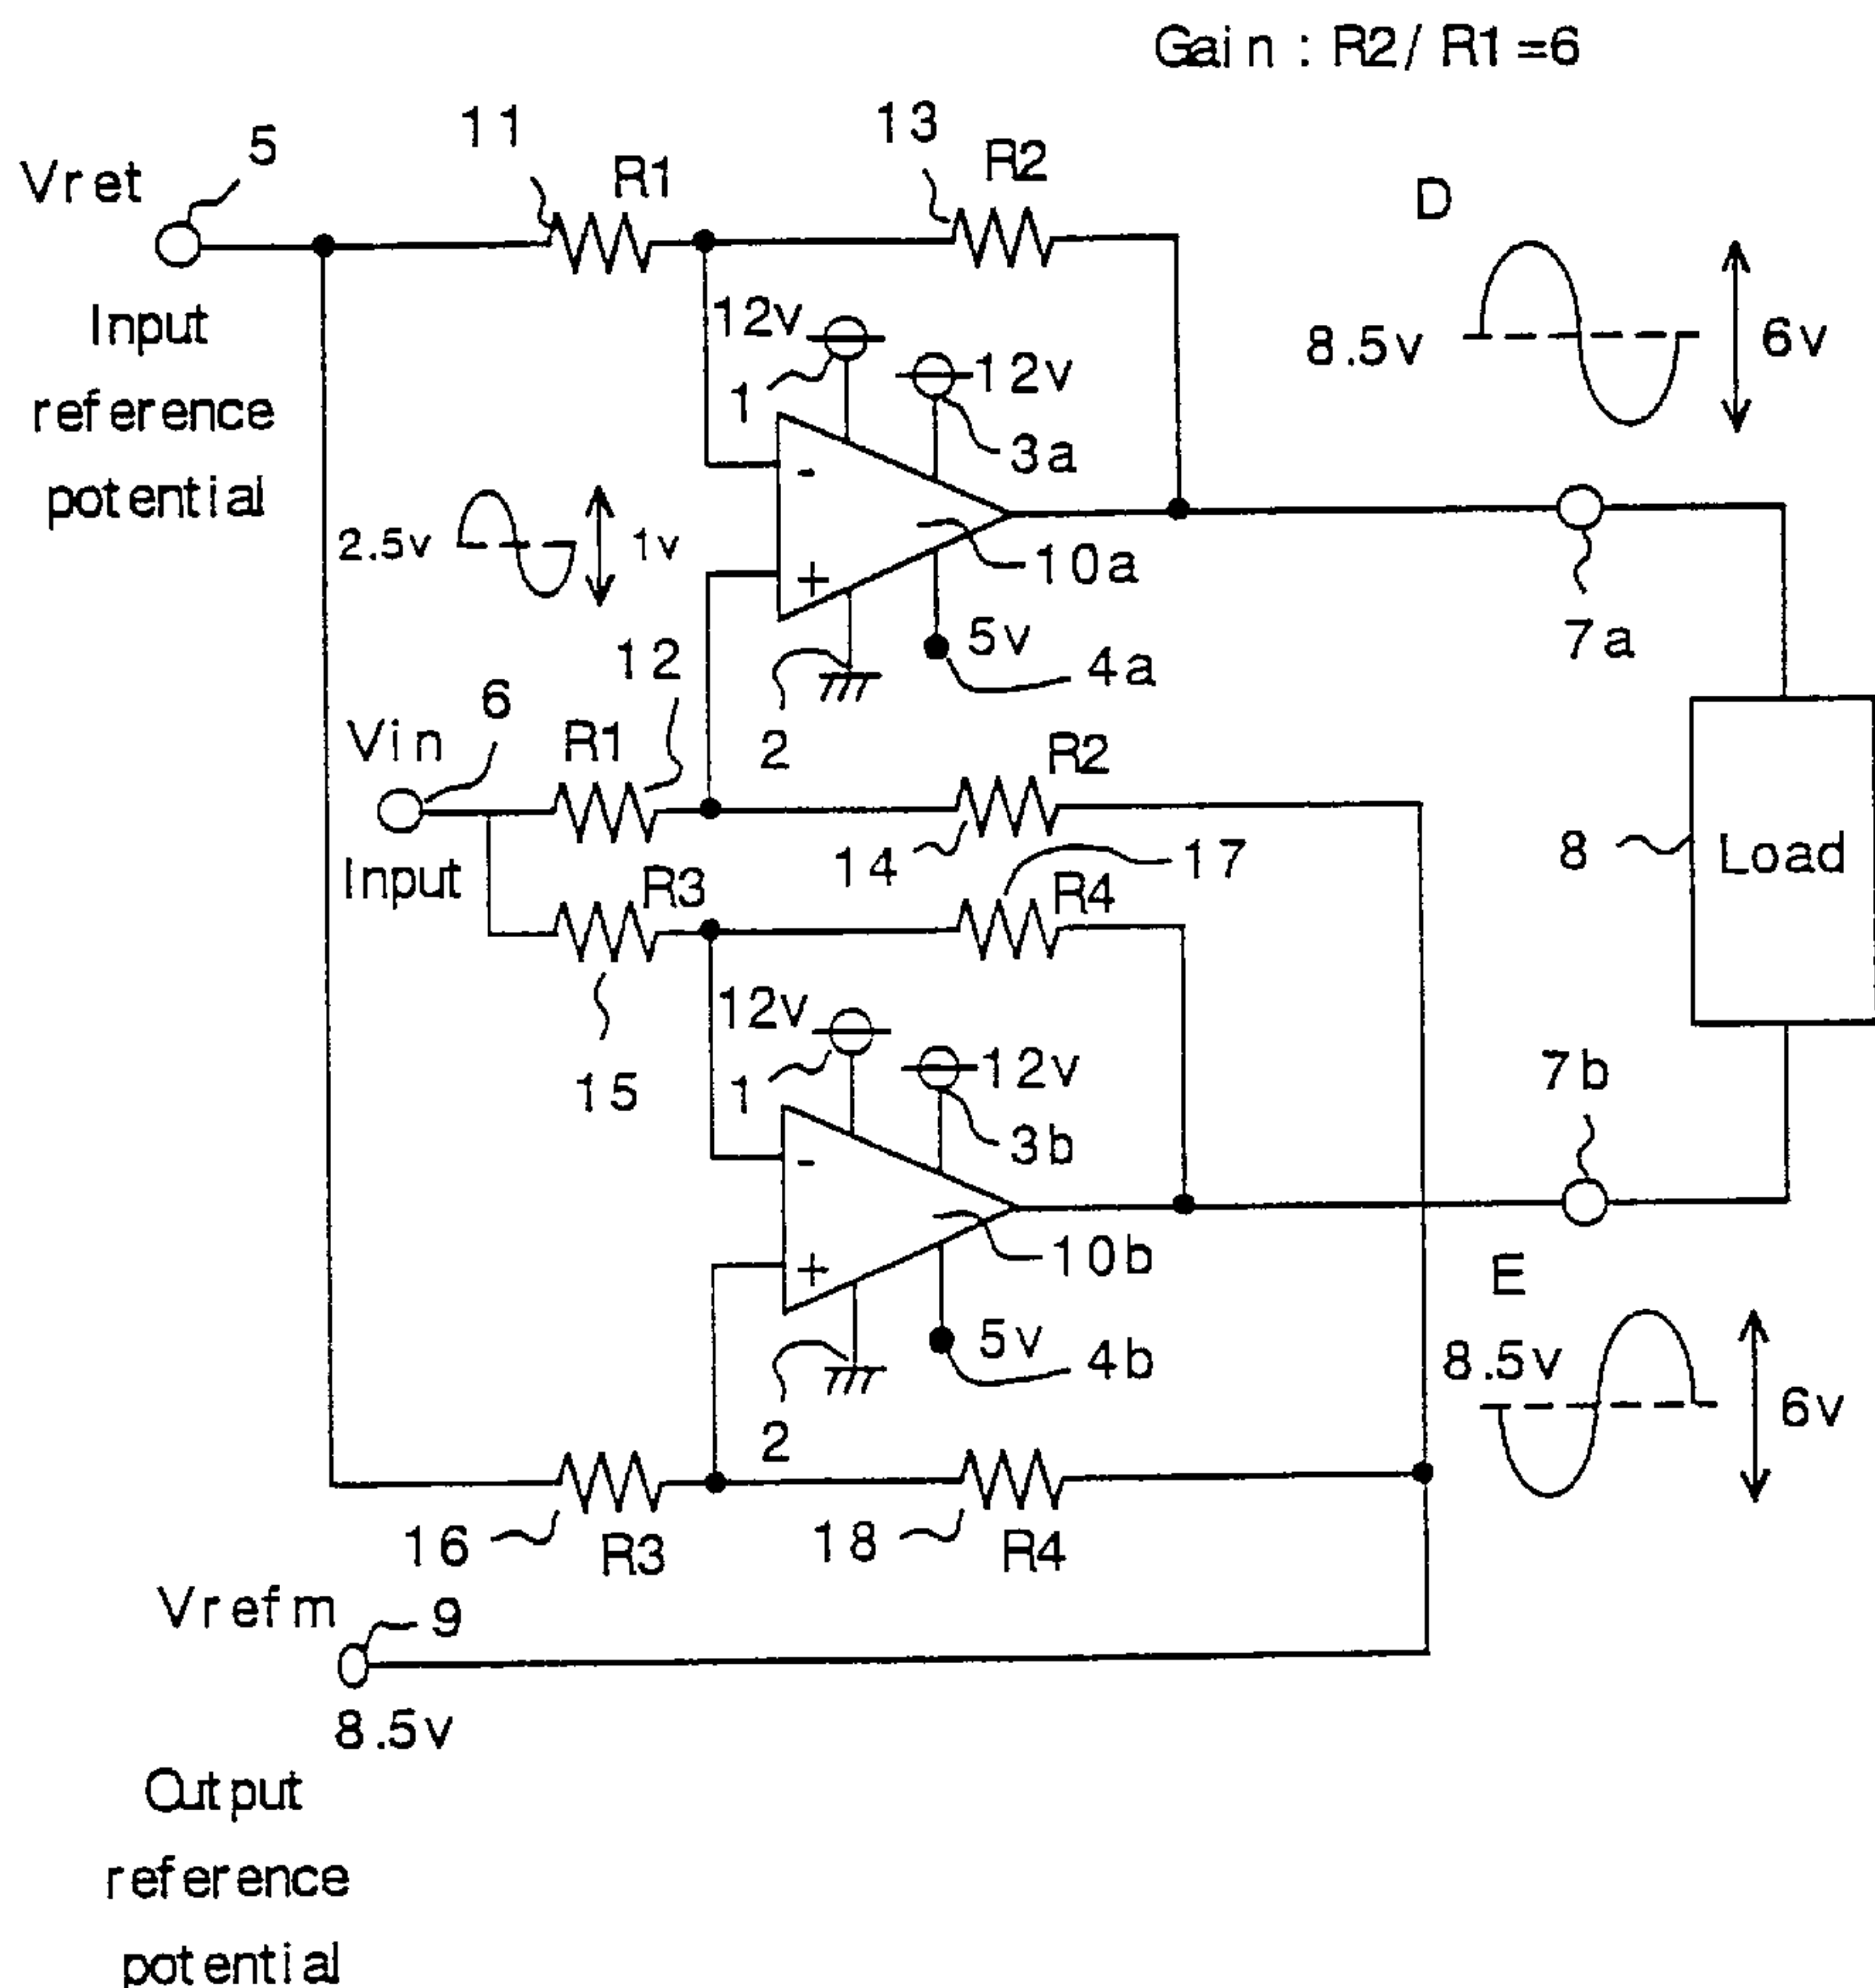 Gain : R2/ R1 =6
11
13
5
R1
R2
Vret
D
Input
reference
potential
12v
12v
1
3a
8.5v
6v
-
2.5v
1v
+
10a
5v
4a
7a
12
6
2
Vin
R1
R2
14
17
8
Load
Input
R3
R4
12v
1
12v
15
3b
7b
-
10b
+
E
5v
4b
8.5v
6v
2
16
R3
18
R4
Vrefm
9
8.5v
Output
reference
potential